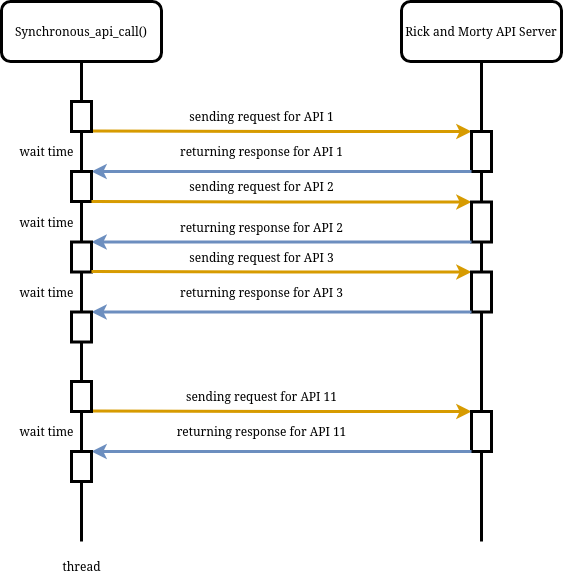 Synchronous_api_call()
Rick and Morty API Server
sending request for API 1
wait time
returning response for API 1
sending request for API 2
wait time
returning response for API 2
sending request for API 3
wait time
returning response for API 3
sending request for API 11
wait time
returning response for API 11
thread